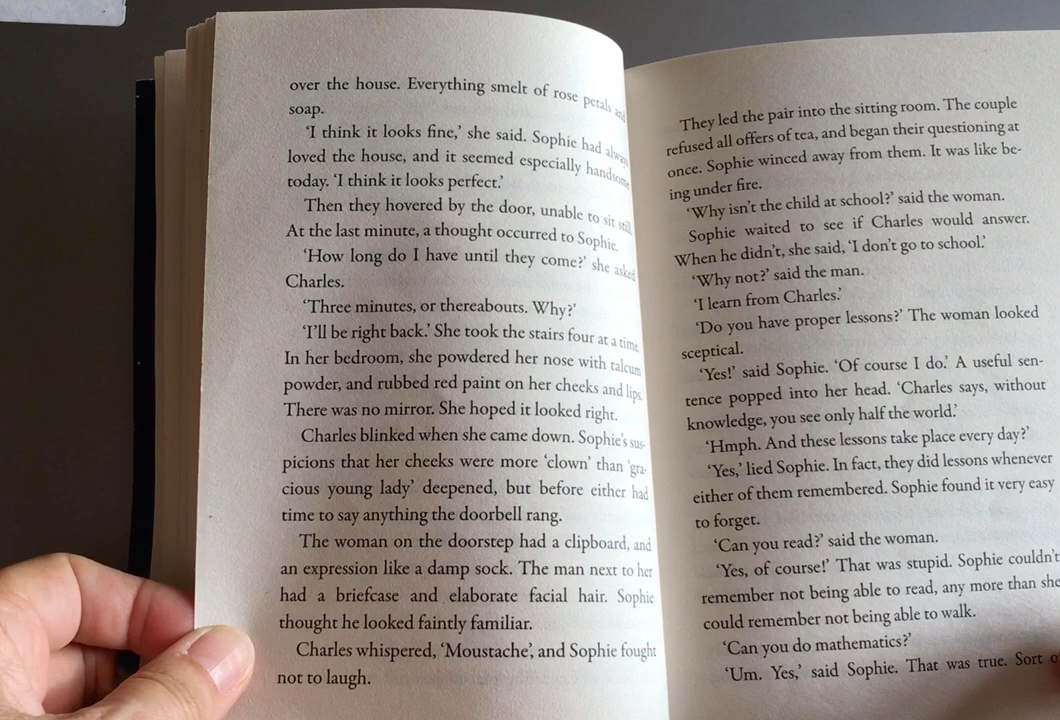 over the house. Everything smelt of rose petals and
soap.
‘I think it looks fine,’ she said. Sophie had always
loved the house, and it seemed especially handsome
today. ‘I think it looks perfect.’
Then they hovered by the door, unable to sit still.
At the last minute, a thought occurred to Sophie.
‘How long do I have until they come?’ she asked
Charles.
‘Three minutes, or thereabouts. Why?’
‘I’ll be right back.’ She took the stairs four at a time.
In her bedroom, she powdered her nose with talcum
powder, and rubbed red paint on her cheeks and lips.
There was no mirror. She hoped it looked right.
Charles blinked when she came down. Sophie’s sus-
picions that her cheeks were more ‘clown’ than ‘gra-
cious young lady’ deepened, but before either had
time to say anything the doorbell rang.
The woman on the doorstep had a clipboard, and
an expression like a damp sock. The man next to her
had a briefcase and elaborate facial hair. Sophie
thought he looked faintly familiar.
Charles whispered, ‘Moustache’, and Sophie fought
not to laugh.
They led the pair into the sitting room. The couple
refused all offers of tea, and began their questioning at
once. Sophie winced away from them. It was like be-
ing under fire.
‘Why isn’t the child at school?’ said the woman.
Sophie waited to see if Charles would answer.
When he didn’t, she said, ‘I don’t go to school.’
‘Why not?’ said the man.
‘I learn from Charles.’
‘Do you have proper lessons?’ The woman looked
sceptical.
‘Yes!’ said Sophie. ‘Of course I do.’ A useful sen-
tence popped into her head. ‘Charles says, without
knowledge, you see only half the world.’
‘Hmph. And these lessons take place every day?’
‘Yes,’ lied Sophie. In fact, they did lessons whenever
either of them remembered. Sophie found it very easy
to forget.
‘Can you read?’ said the woman.
‘Yes, of course!’ That was stupid. Sophie couldn’t
remember not being able to read, any more than she
could remember not being able to walk.
‘Can you do mathematics?’
‘Um. Yes,’ said Sophie. That was true. Sort